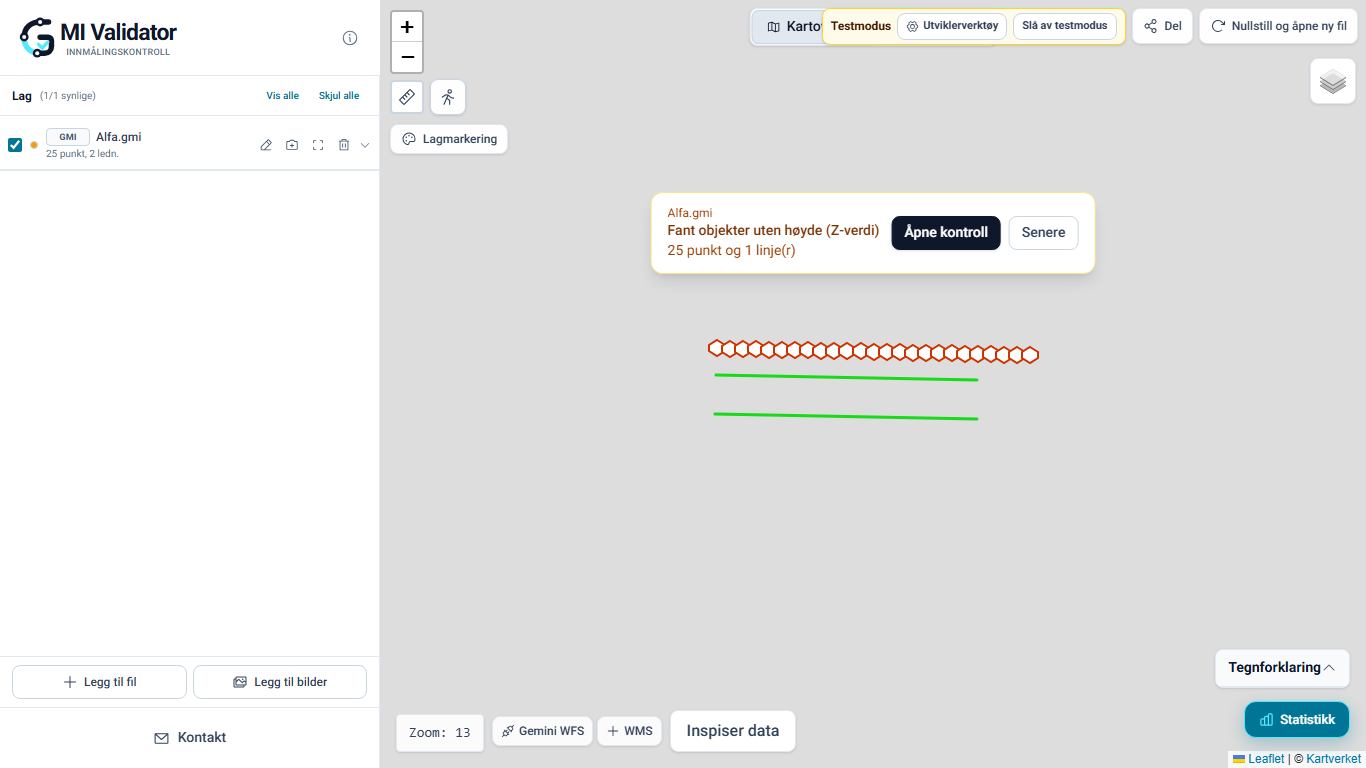 MI Validator
INNMÅLINGSKONTROLL
Lag (1/1 synlige) Vis alle Skjul alle
GMI Alfa.gmi
25 punkt, 2 ledn.
Legg til fil
Legg til bilder
Kontakt
+
−
Lagmarkering
Testmodus
Utviklerverktøy
Slå av testmodus
Del
Nullstill og åpne ny fil
Alfa.gmi
Fant objekter uten høyde (Z-verdi)
25 punkt og 1 linje(r)
Åpne kontroll
Senere
Zoom: 13
Gemini WFS
WMS
Inspiser data
Tegnforklaring
Statistikk
Leaflet | © Kartverket